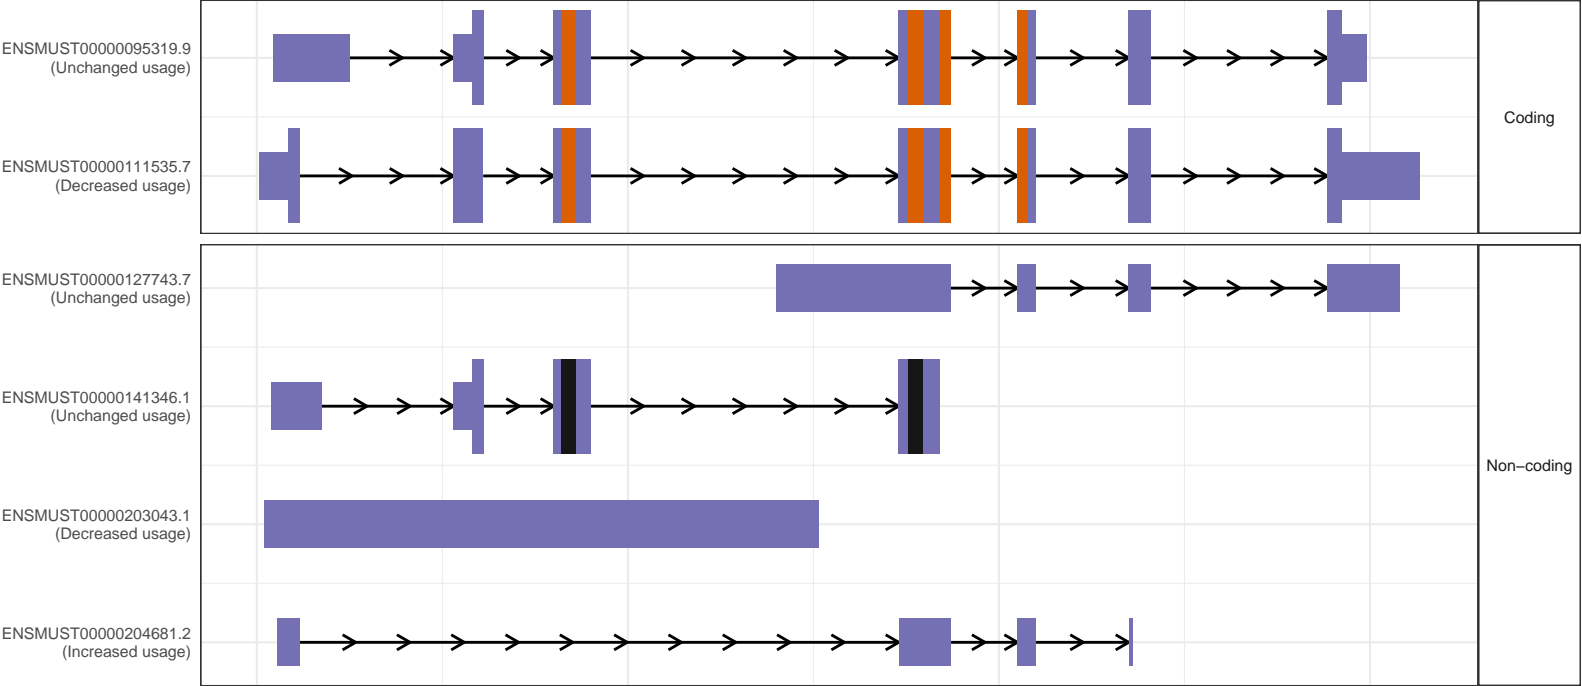 ENSMUST00000095319.9
(Unchanged usage)
ENSMUST00000111535.7
(Decreased usage)
Coding
ENSMUST00000127743.7
(Unchanged usage)
ENSMUST00000141346.1
(Unchanged usage)
Non−coding
ENSMUST00000203043.1
(Decreased usage)
ENSMUST00000204681.2
(Increased usage)